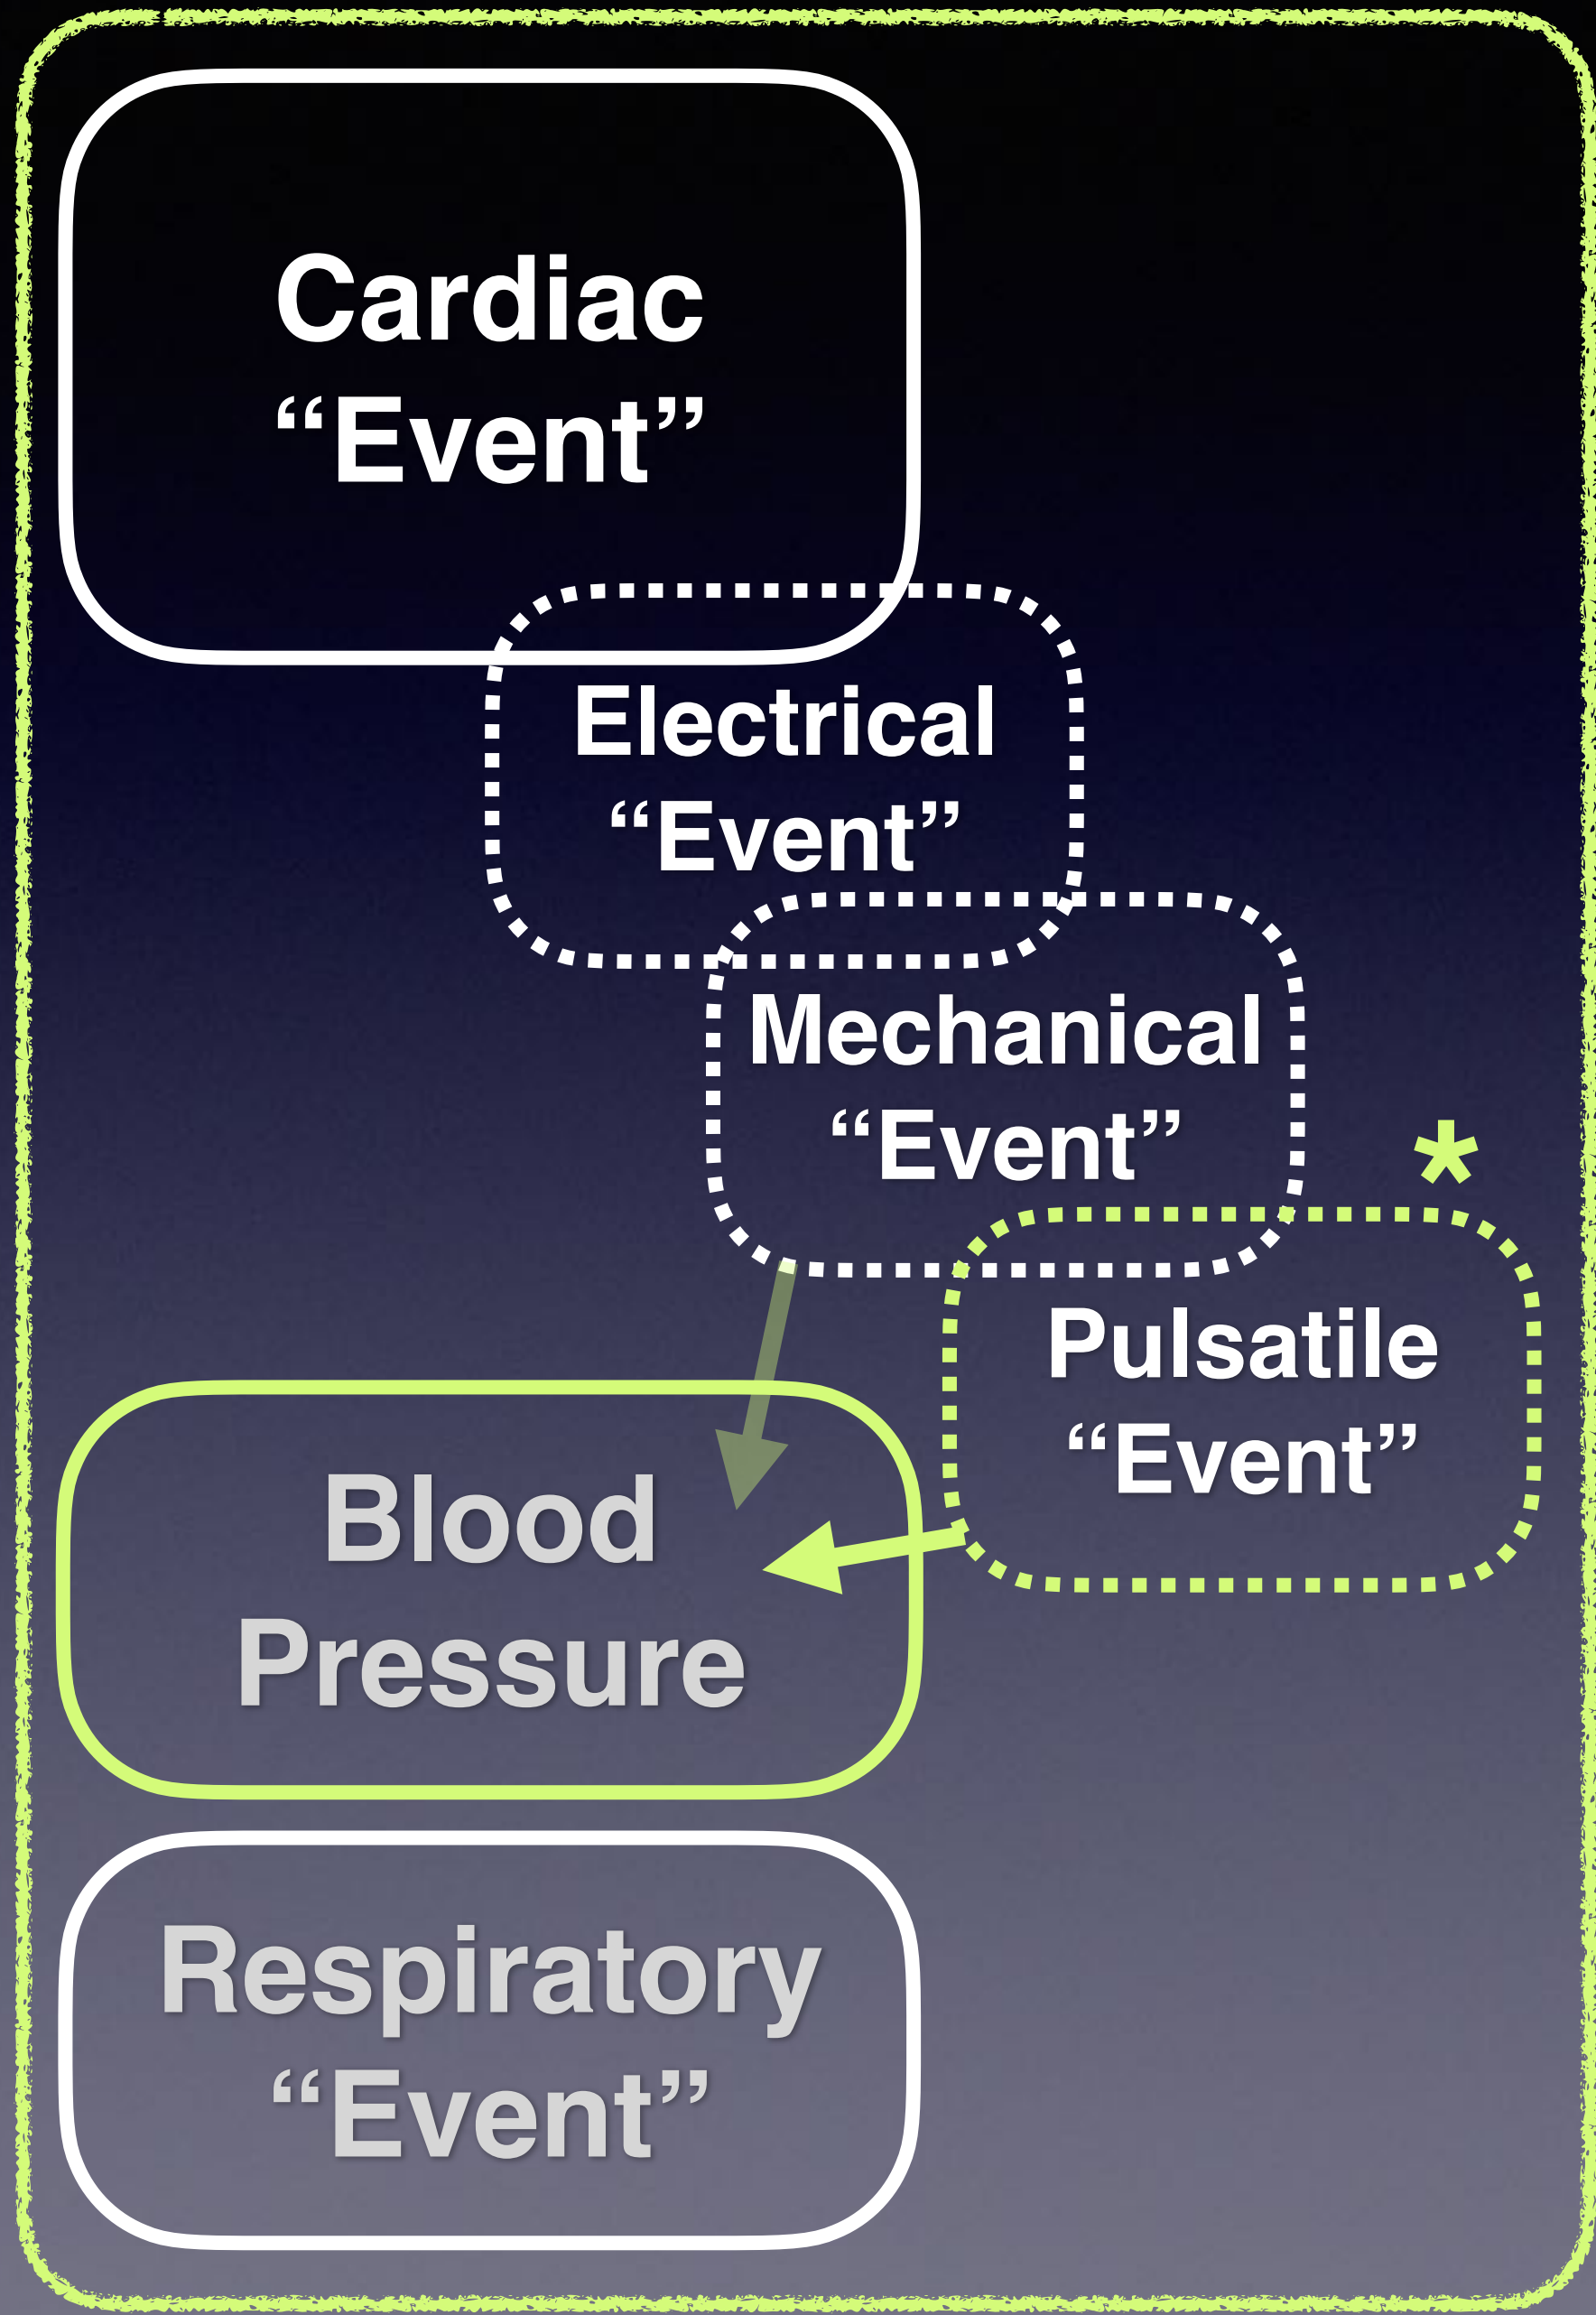 Cardiac
“Event”
Electrical
“Event”
Mechanical
“Event”
*
Pulsatile
“Event”
Blood
Pressure
Respiratory
“Event”